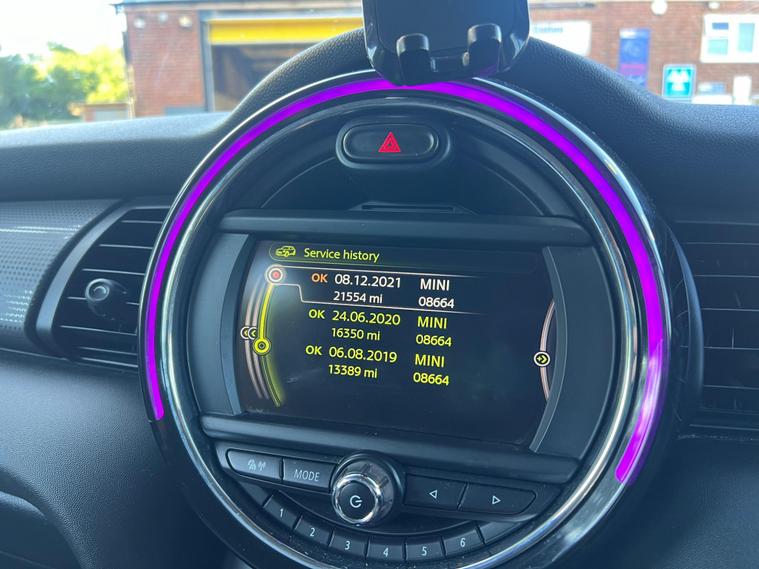 Service history
OK 08.12.2021 MINI
21554 mi 08664
OK 24.06.2020 MINI
16350 mi 08664
OK 06.08.2019 MINI
13389 mi 08664
MODE
1 2 3 4 5 6